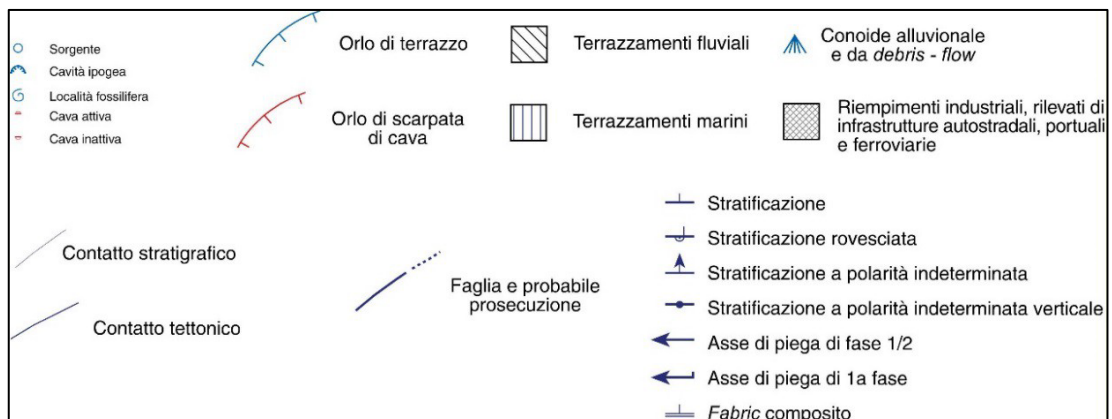 Sorgente
Cavità ipogea
Località fossilifera
Cava attiva
Cava inattiva
Orlo di terrazzo
Orlo di scarpata
di cava
Terrazzamenti fluviali
Terrazzamenti marini
Conoide alluvionale
e da debris - flow
Riempimenti industriali, rilevati di
infrastrutture autostradali, portuali
e ferroviarie
Contatto stratigrafico
Contatto tettonico
Faglia e probabile
prosecuzione
Stratificazione
Stratificazione rovesciata
Stratificazione a polarità indeterminata
Stratificazione a polarità indeterminata verticale
Asse di piega di fase 1/2
Asse di piega di 1a fase
Fabric composito